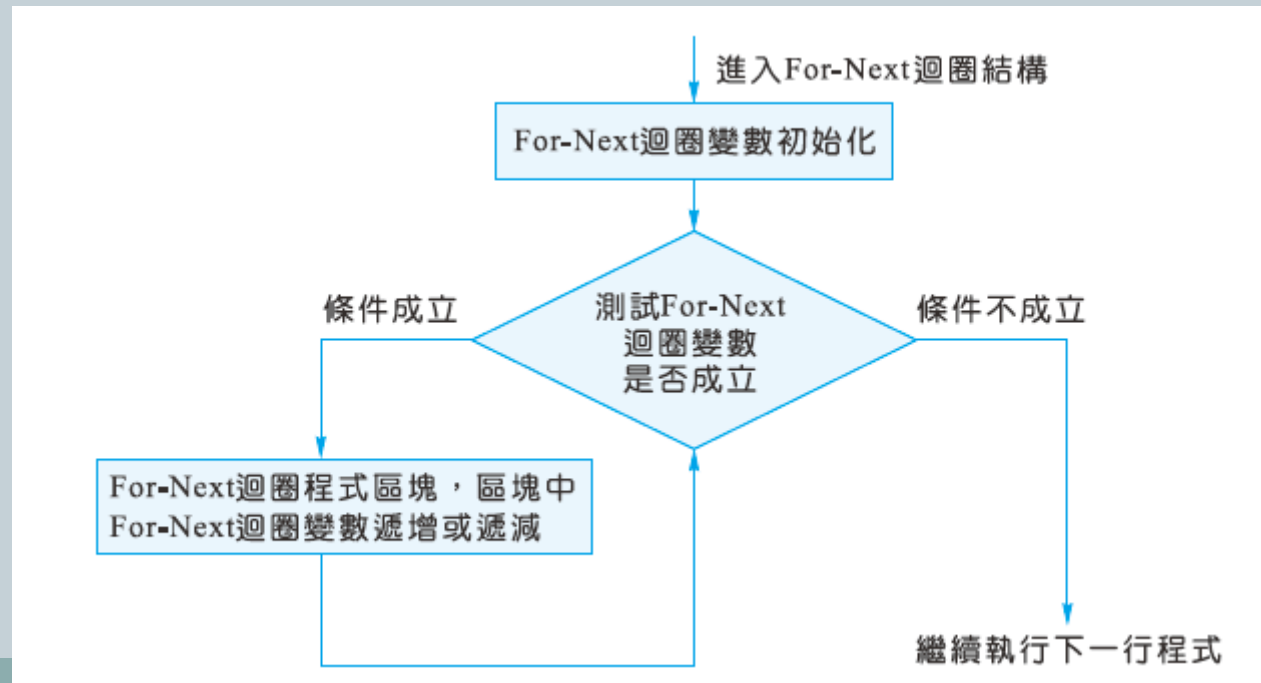 進入For-Next迴圈結構
For-Next迴圈變數初始化
測試For-Next
迴圈變數
是否成立
條件成立
條件不成立
For-Next迴圈程式區塊，區塊中
For-Next迴圈變數遞增或遞減
繼續執行下一行程式